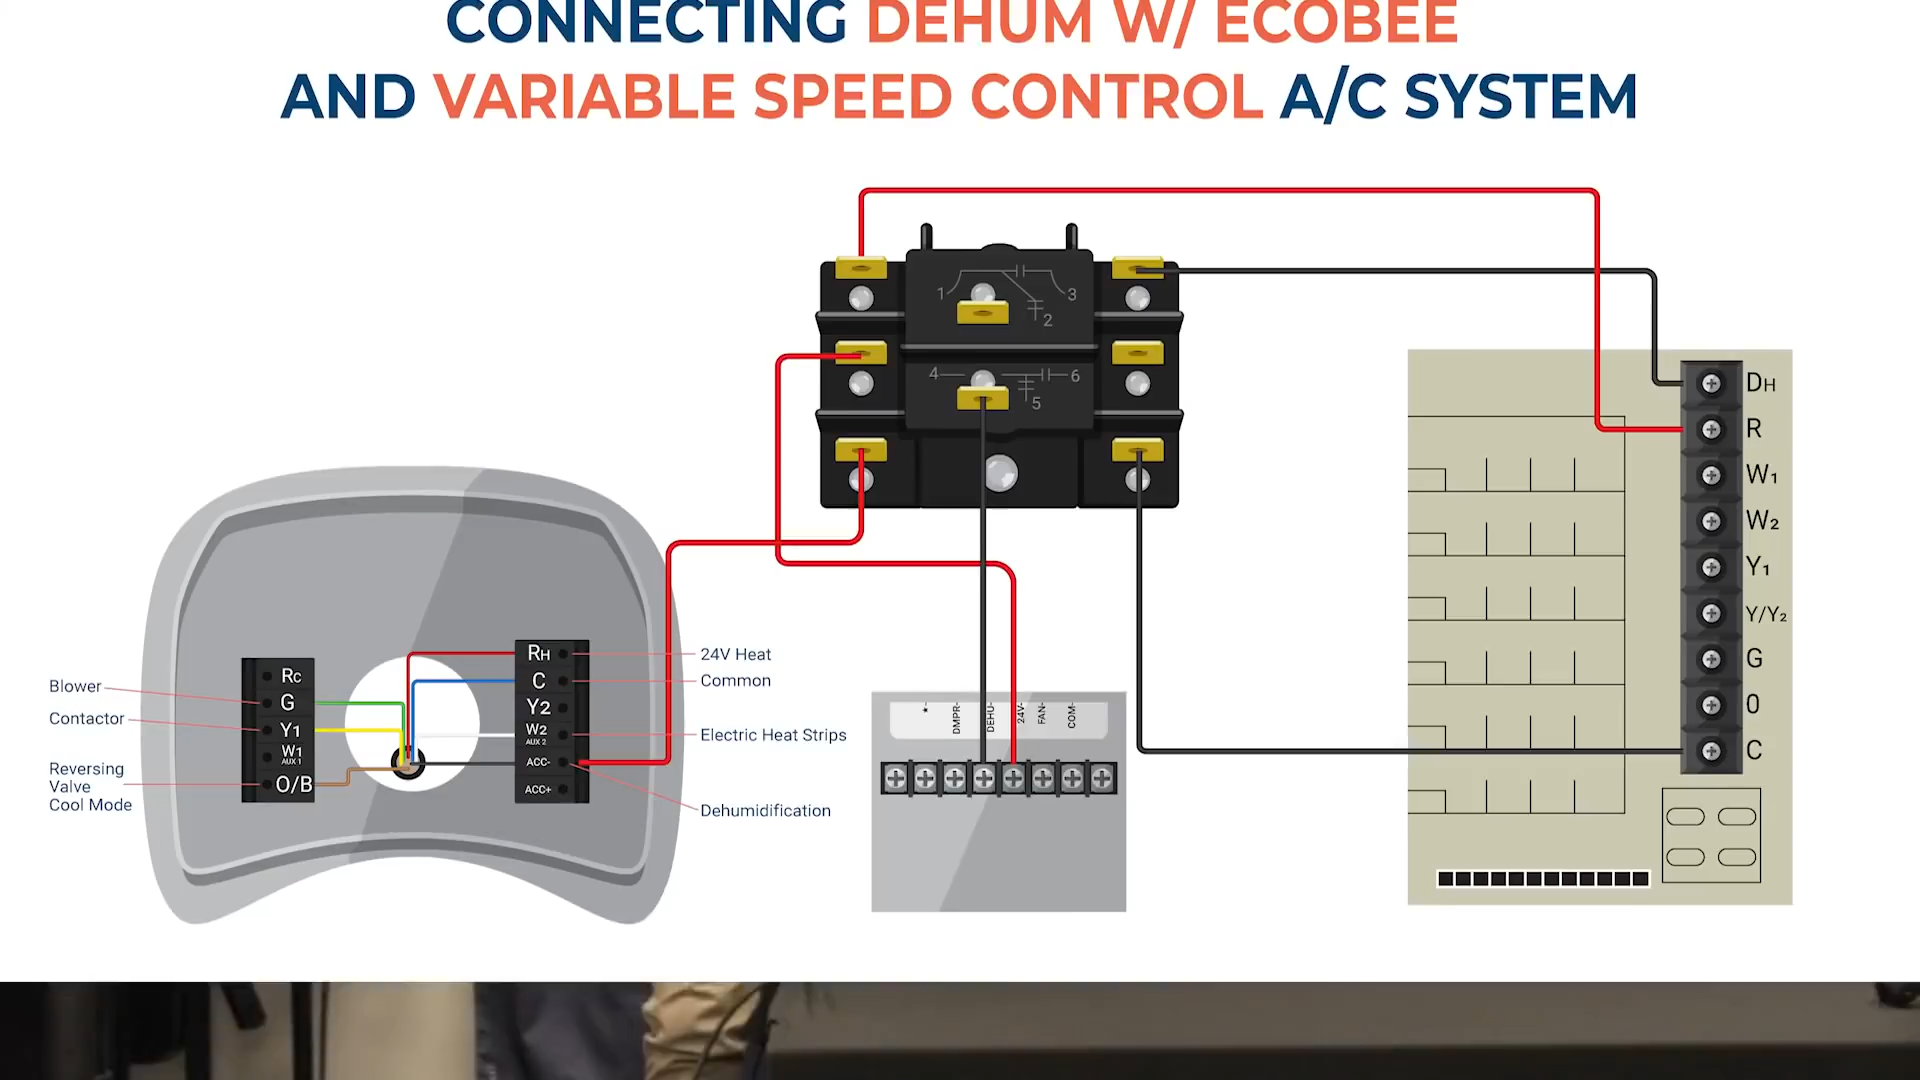 CONNECTING DEHUM W/ ECOBEE
AND VARIABLE SPEED CONTROL A/C SYSTEM
1
3
2
4
6
5
DH
R
W1
W2
Y1
Y/Y2
G
0
C
Blower
Contactor
Reversing
Valve
Cool Mode
RC
G
Y1
W1
AUX 1
O/B
RH
C
Y2
W2
AUX 2
ACC-
ACC+
24V Heat
Common
Electric Heat Strips
Dehumidification
*-
DMPR-
DEHU-
24V-
FAN-
COM-